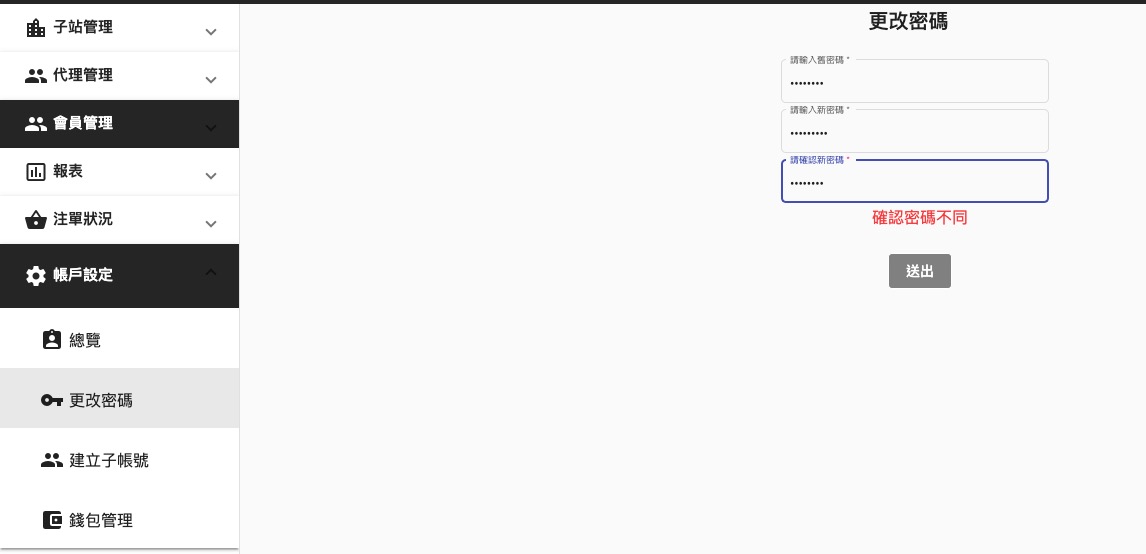 子站管理
代理管理
會員管理
報表
注單狀況
帳戶設定
總覽
更改密碼
建立子帳號
錢包管理
更改密碼
請輸入舊密碼 *
••••••••
請輸入新密碼 *
•••••••••
請確認新密碼 *
••••••••
確認密碼不同
送出